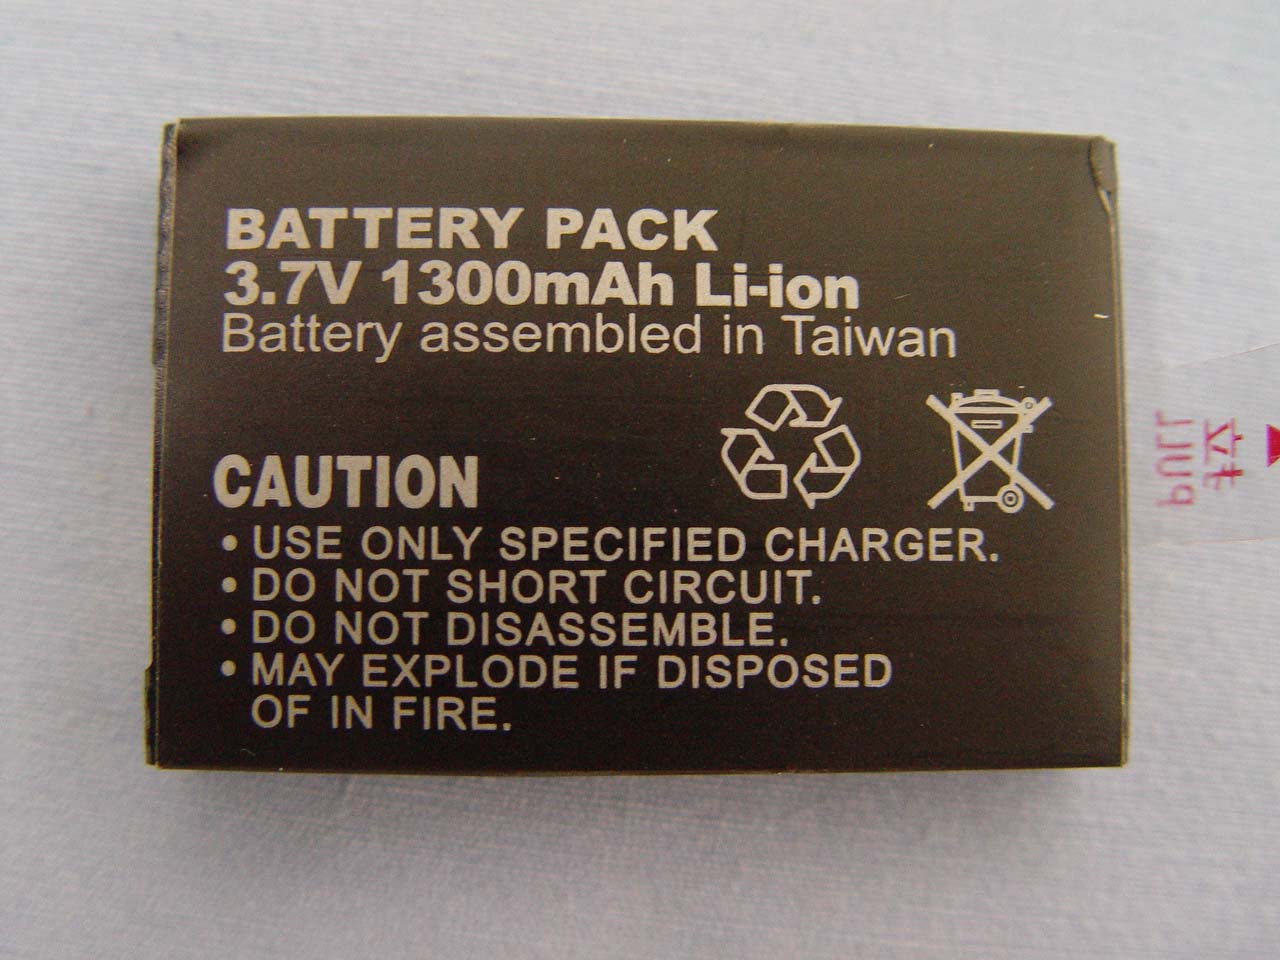 BATTERY PACK
3.7V 1300mAh Li-ion
Battery assembled in Taiwan
CAUTION
• USE ONLY SPECIFIED CHARGER.
• DO NOT SHORT CIRCUIT.
• DO NOT DISASSEMBLE.
• MAY EXPLODE IF DISPOSED
OF IN FIRE.